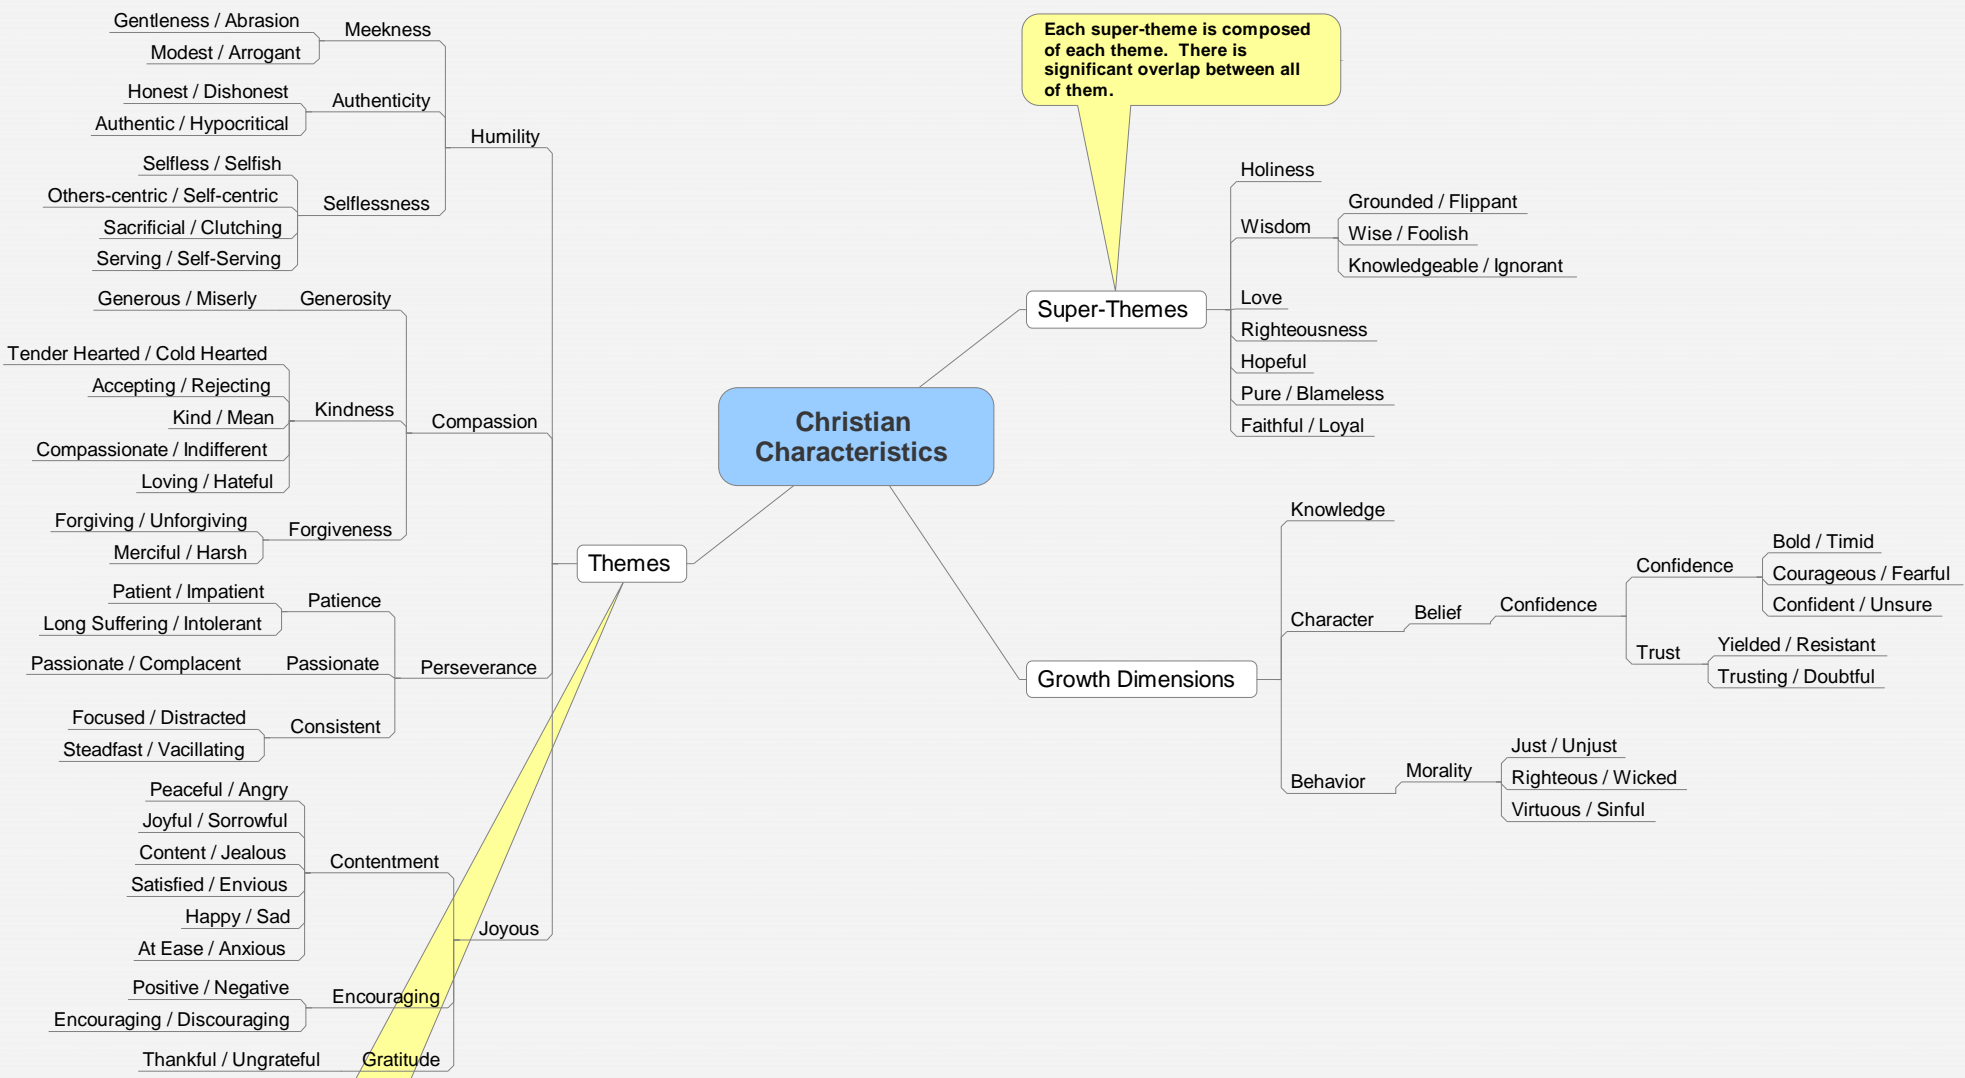 Christian
Characteristics
Each super-theme is composed
of each theme.  There is
significant overlap between all
of them.
Super-Themes
Holiness
Wisdom
Grounded / Flippant
Wise / Foolish
Knowledgeable / Ignorant
Love
Righteousness
Hopeful
Pure / Blameless
Faithful / Loyal
Growth Dimensions
Knowledge
Character
Belief
Confidence
Confidence
Bold / Timid
Courageous / Fearful
Confident / Unsure
Trust
Yielded / Resistant
Trusting / Doubtful
Behavior
Morality
Just / Unjust
Righteous / Wicked
Virtuous / Sinful
Themes
Humility
Meekness
Gentleness / Abrasion
Modest / Arrogant
Authenticity
Honest / Dishonest
Authentic / Hypocritical
Selflessness
Selfless / Selfish
Others-centric / Self-centric
Sacrificial / Clutching
Serving / Self-Serving
Compassion
Generosity
Generous / Miserly
Kindness
Tender Hearted / Cold Hearted
Accepting / Rejecting
Kind / Mean
Compassionate / Indifferent
Loving / Hateful
Forgiveness
Forgiving / Unforgiving
Merciful / Harsh
Perseverance
Patience
Patient / Impatient
Long Suffering / Intolerant
Passionate
Passionate / Complacent
Consistent
Focused / Distracted
Steadfast / Vacillating
Joyous
Contentment
Peaceful / Angry
Joyful / Sorrowful
Content / Jealous
Satisfied / Envious
Happy / Sad
At Ease / Anxious
Encouraging
Positive / Negative
Encouraging / Discouraging
Gratitude
Thankful / Ungrateful